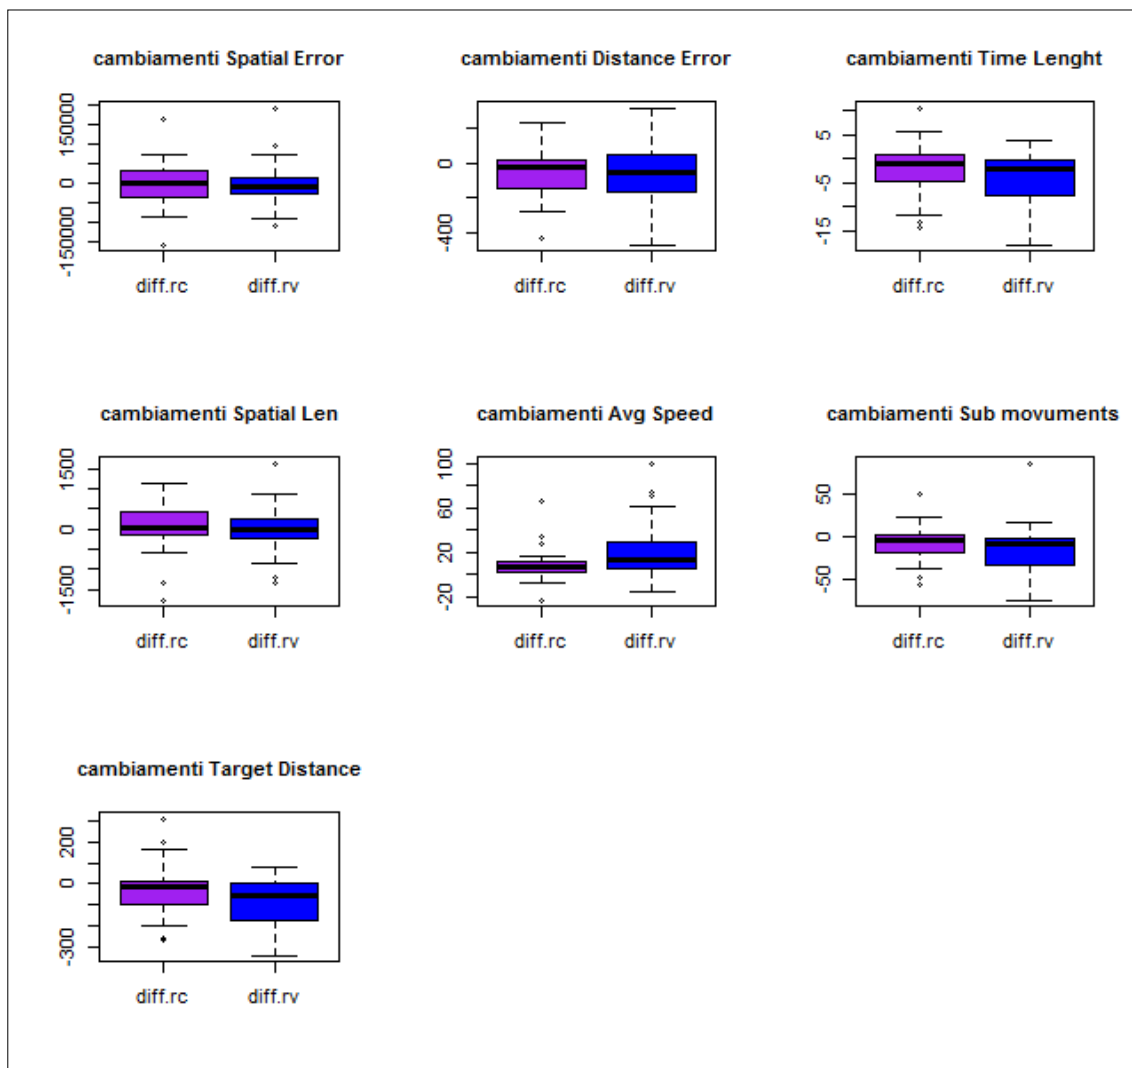 cambiamenti Spatial Error
150000
0
-150000
diff.rc diff.rv
cambiamenti Distance Error
0
-400
diff.rc diff.rv
cambiamenti Time Lenght
5
-5
-15
diff.rc diff.rv
cambiamenti Spatial Len
1500
0
-1500
diff.rc diff.rv
cambiamenti Avg Speed
100
60
20
-20
diff.rc diff.rv
cambiamenti Sub movuments
50
0
-50
diff.rc diff.rv
cambiamenti Target Distance
200
0
-300
diff.rc diff.rv